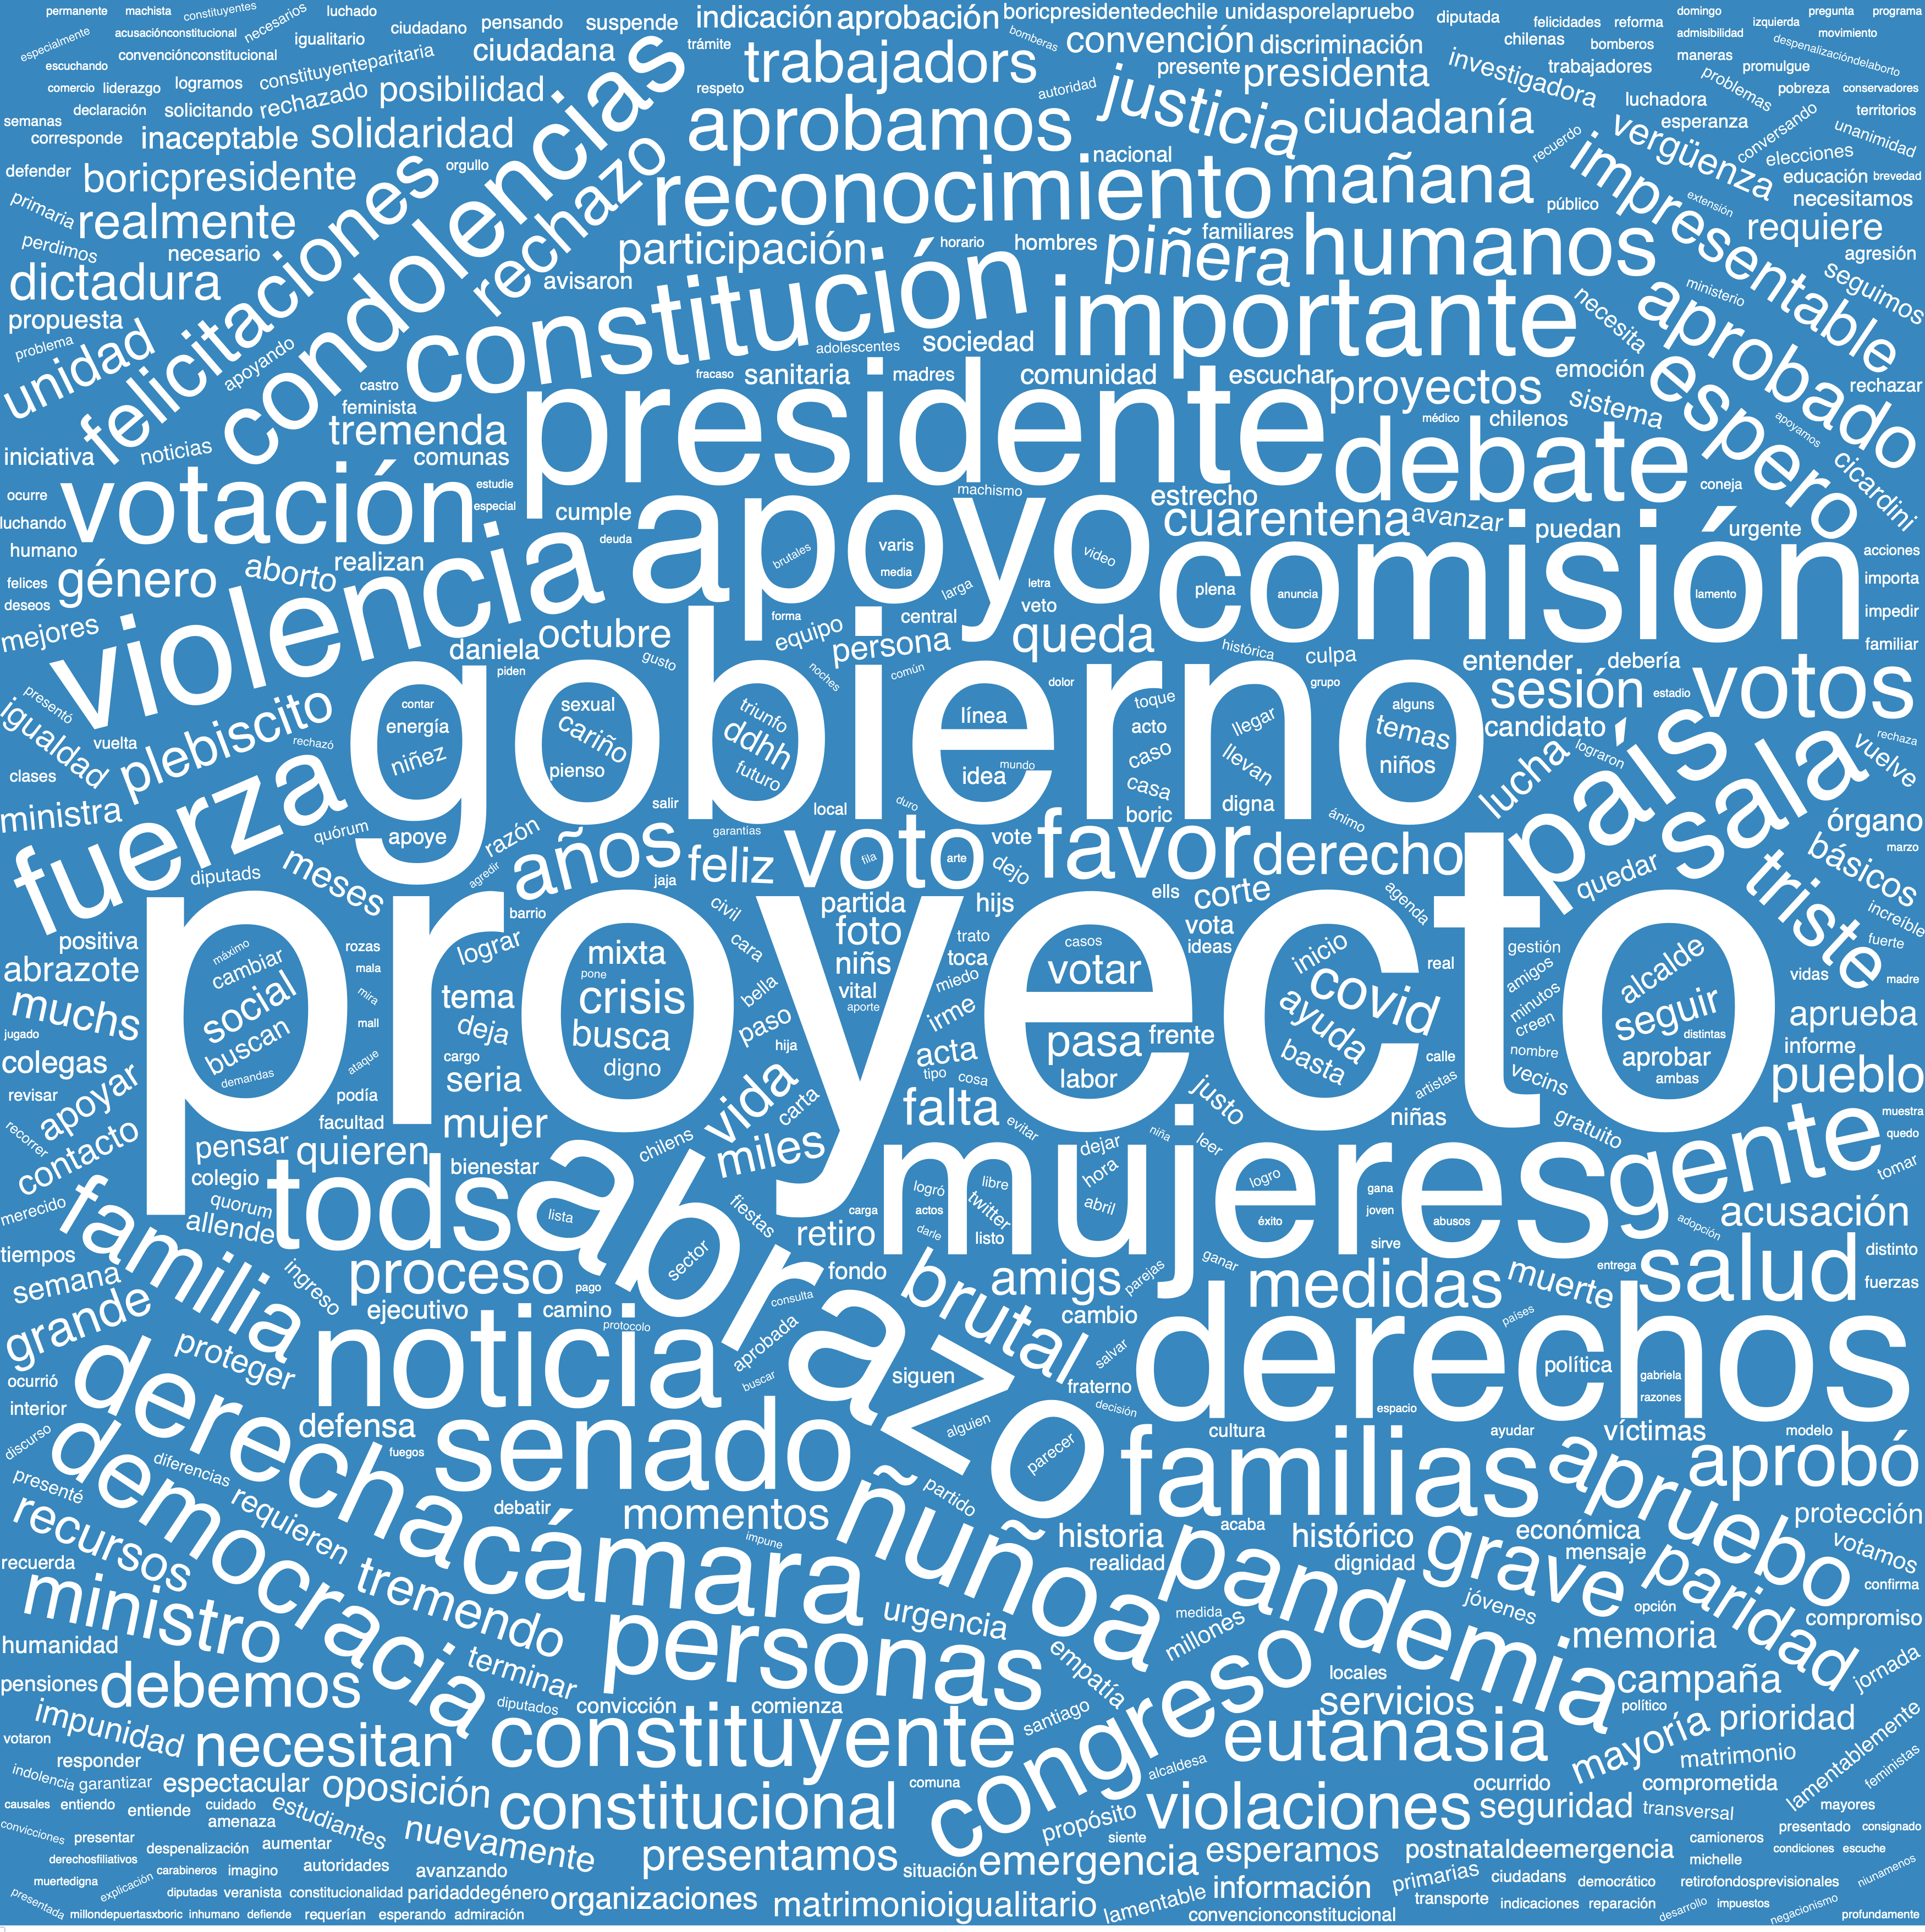 permanente machista constituyentes necesarios luchado ciudadano pensando suspende indicación aprobación boricpresidentedechile unidasporelapruebo diputada felicidades reforma domingo izquierda pregunta programa
especialmente acusaciónconstitucional igualitario ciudadana trámite bomberas convención discriminación chilenas bomberos admisibilidad movimiento
escuchando convenciónconstitucional constituyenteparitaria trabajadors presente presidenta investigadora trabajadores maneras despenalizacióndelaborto
comercio liderazgo logramos posibilidad respeto autoridad justicia problemas promulgue pobreza conservadores
semanas declaración solicitando rechazado aprobamos ciudadanía luchadora esperanza conversando territorios
corresponde inaceptable solidaridad condolencias nacional recuerdo vergüenza elecciones unanimidad
defender boricpresidente orgullo rechazo reconocimiento mañana impresentable educación brevedad
primaria realmente felicitaciones participación horario hombres familiares público extensión necesitamos
perdimos necesario avisaron constitución piñera humanos requiere agresión
dictadura importante necesita ministerio seguimos
propuesta problema unidad apoyando adolescentes sociedad aprobado
castro fracaso sanitaria madres comunidad escuchar proyectos emoción espero rechazar
feminista tremenda presidente médico chilenos sistema apoyamos
iniciativa noticias comunas debate cicardini
ocurre votación estudie especial machismo estrecho coneja
luchando cumple apoyo cuarentena avanzar puedan urgente
humano deuda brutales varis video comisión acciones
felices género aborto realizan violencia media larga letra plena anuncia lamento importa
deseos forma central veto impedir
mejores daniela octubre equipo persona queda histórica culpa entender debería familiar
presentó piden gusto noches común dolor grupo sesión estadio votos
igualdad plebiscito contar gobierno sexual triunfo línea toque alguns candidato país
vuelta rechazó energía cariño ddhh acto llegar temas lucha lograron sala vuelve rechaza
clases niñez pienso futuro idea mundo caso casa llevan niños
ministra fuerza quórum apoye razón salir local duro boric digna ánimo órgano
diputads meses agredir años garantías jaja feliz voto fila arte vote dejo favor derecho quedar básicos marzo
barrio civil partida hijs ells corte agenda triste increíble
positiva máximo cambiar rozas lograr mixta cara foto trato casos vota ideas inicio real gestión alcalde fuerte
abrazote social mala pone crisis bella niñs toca miedo votar covid amigos seguir vidas madre
muchs buscan mira tema busca paso vital aporte irme proyecto ayuda minutos creen distintas aprueba
jugado mall deja digno hija acta pasa frente basta calle nombre aprobar informe
colegas demandas ataque cargo seria tipo cosa labor artistas vecins ambas pueblo
revisar apoyar podía facultad mujer vida carta falta evitar justo niñas gratuito muestra
recorrer contacto pensar quieren chilens miles dejar niña leer gente quedo
merecido colegio bienestar hora tomar
quorum allende tods lista abrazo fiestas carga logró libre actos twitter abril mujeres logro gana joven abusos adopción acusación
tiempos familia retiro darle listo éxito sirve distinto
semana ingreso proceso pago sector fondo brutal amigs parejas ganar medidas muerte entrega salud fuerzas
grande ejecutivo camino consulta cambio países
proteger noticia protocolo aprobada salvar derechos política gabriela
ocurrió derecha buscar siguen fraterno razones
interior defensa alguien decisión espacio
discurso democracia diferencias fuegos senado parecer cultura ayudar víctimas modelo
presenté familias apruebo aprobó
recursos requieren debatir momentos ñuñoa partido acaba protección
recuerda tremendo cámara impune historia histórico grave económica votamos
ministro realidad pandemia dignidad mensaje paridad confirma
humanidad terminar personas urgencia medida millones jóvenes opción compromiso
pensiones debemos empatía congreso locales memoria jornada
impunidad diputados convicción comienza santiago servicios campaña político
votaron necesitan constituyente eutanasia mayoría prioridad
responder alcaldesa matrimonio lamentablemente
indolencia garantizar espectacular oposición comuna ocurrido comprometida feministas
causales entiendo entiende cuidado estudiantes constitucional propósito violaciones seguridad transversal mayores
convicciones presentar amenaza nuevamente siente presentado consignado
despenalización aumentar presentamos situación emergencia esperamos postnataldeemergencia camioneros condiciones escuche
derechosfiliativos carabineros imagino autoridades avanzando primarias ciudadans michelle
muertedigna explicación diputadas veranista constitucionalidad paridaddegénero organizaciones matrimonioigualitario lamentable información transporte indicaciones democrático retirofondosprevisionales niunamenos
presentada millondepuertasxboric inhumano defiende requerían esperando admiración convencionconstitucional reparación desarrollo impuestos negacionismo profundamente